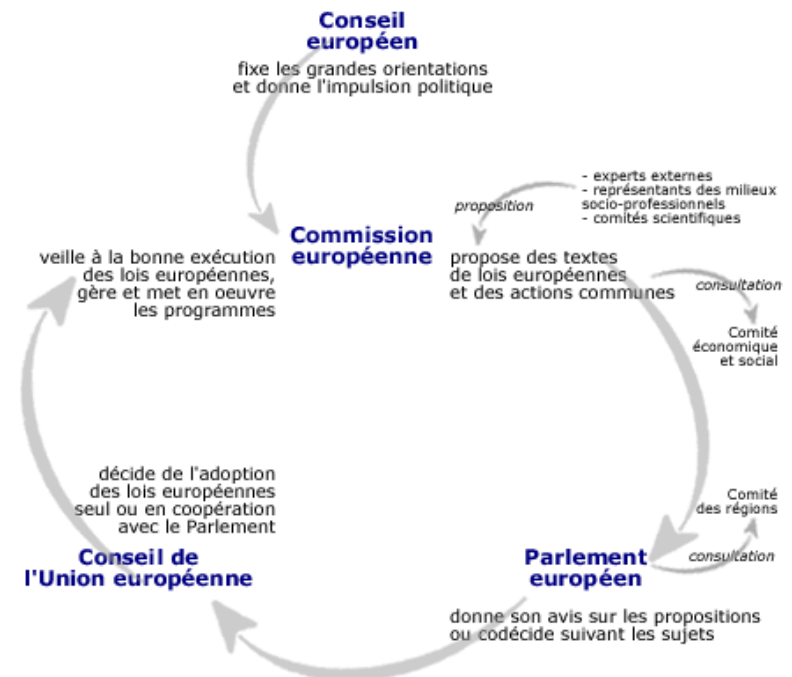 Conseil
européen
fixe les grandes orientations
et donne l'impulsion politique
- experts externes
- représentants des milieux
socio-professionnels
- comités scientifiques
proposition
Commission
européenne
veille à la bonne exécution
des lois européennes,
gère et met en oeuvre
les programmes
propose des textes
de lois européennes
et des actions communes
consultation
Comité
économique
et social
décide de l'adoption
des lois européennes
seul ou en coopération
avec le Parlement
Conseil de
l'Union européenne
Comité
des régions
consultation
Parlement
européen
donne son avis sur les propositions
ou codécide suivant les sujets